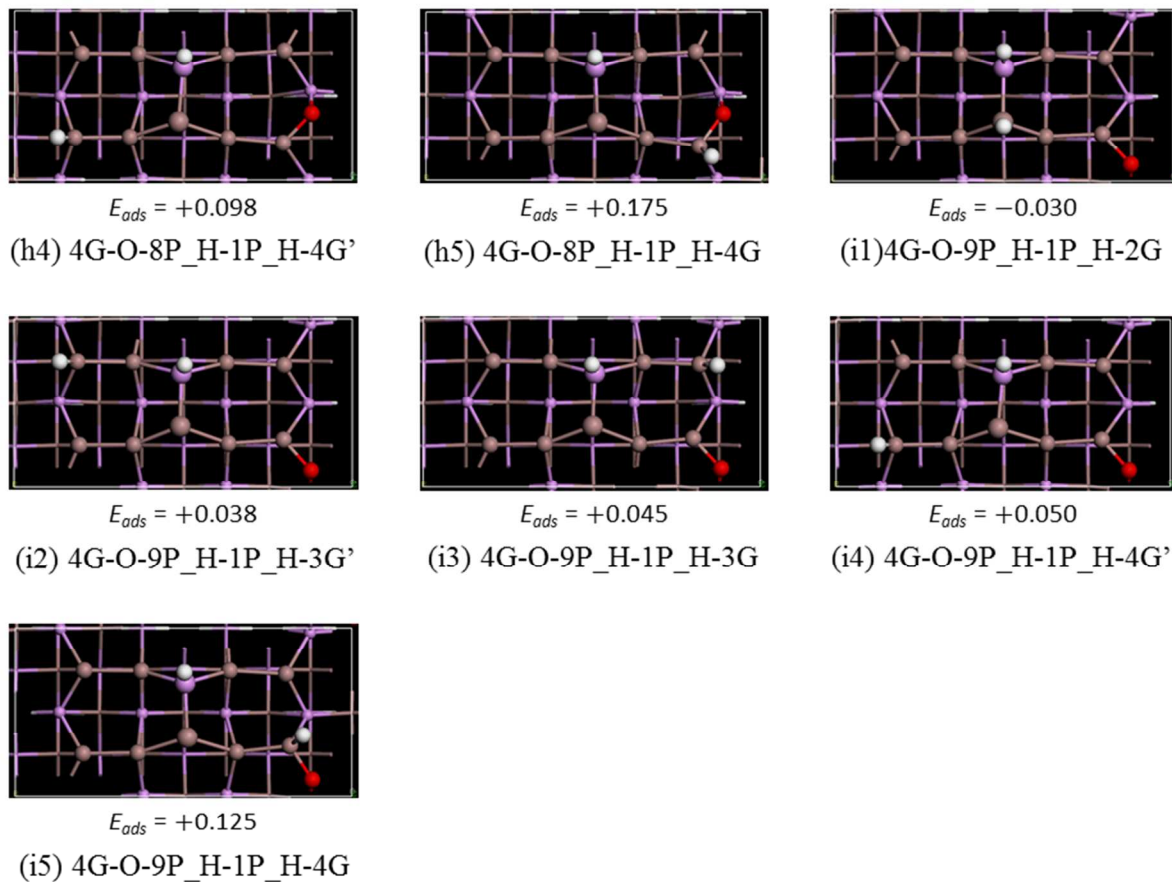 E_ads = +0.098
E_ads = +0.175
E_ads = −0.030
(h4) 4G-O-8P_H-1P_H-4G’
(h5) 4G-O-8P_H-1P_H-4G
(i1)4G-O-9P_H-1P_H-2G
E_ads = +0.038
E_ads = +0.045
E_ads = +0.050
(i2) 4G-O-9P_H-1P_H-3G’
(i3) 4G-O-9P_H-1P_H-3G
(i4) 4G-O-9P_H-1P_H-4G’
E_ads = +0.125
(i5) 4G-O-9P_H-1P_H-4G